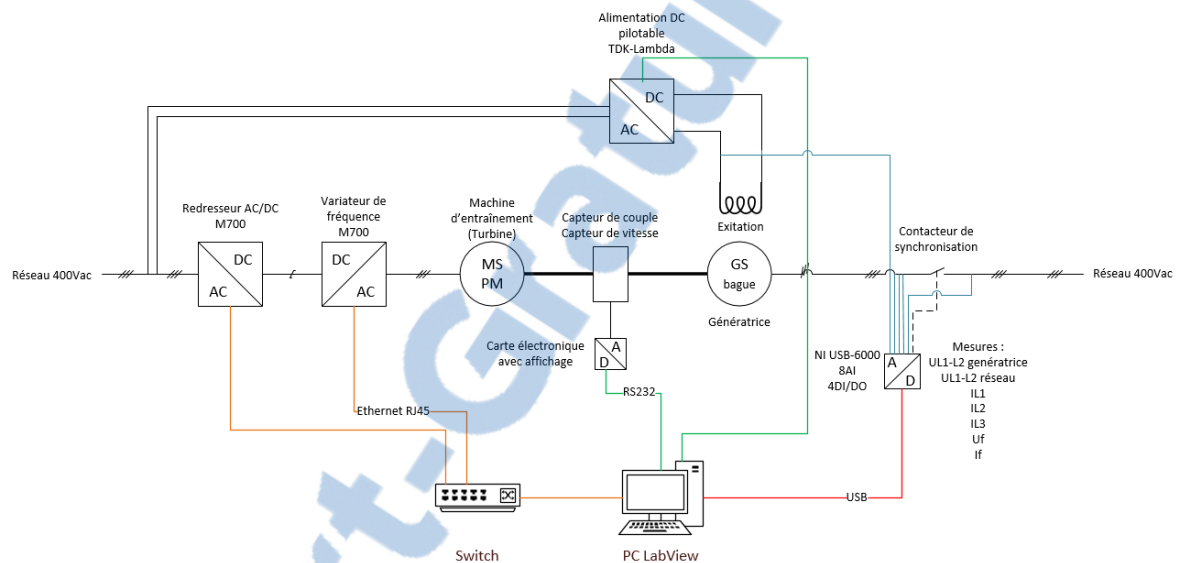 Alimentation DC
pilotable
TDK-Lambda
DC
AC
Redresseur AC/DC
M700
Variateur de
fréquence
M700
Machine
d'entraînement
(Turbine)
Capteur de couple
Capteur de vitesse
Exitation
Contacteur de
synchronisation
Réseau 400Vac
DC
AC
DC
AC
MS
PM
GS
bague
Réseau 400Vac
Génératrice
Carte électronique
avec affichage
A
D
NI USB-6000
8AI
4DI/DO
A
D
Mesures :
UL1-L2 genératrice
UL1-L2 réseau
IL1
IL2
IL3
Uf
If
Ethernet RJ45
RS232
USB
Switch
PC LabView
rt-Gratu